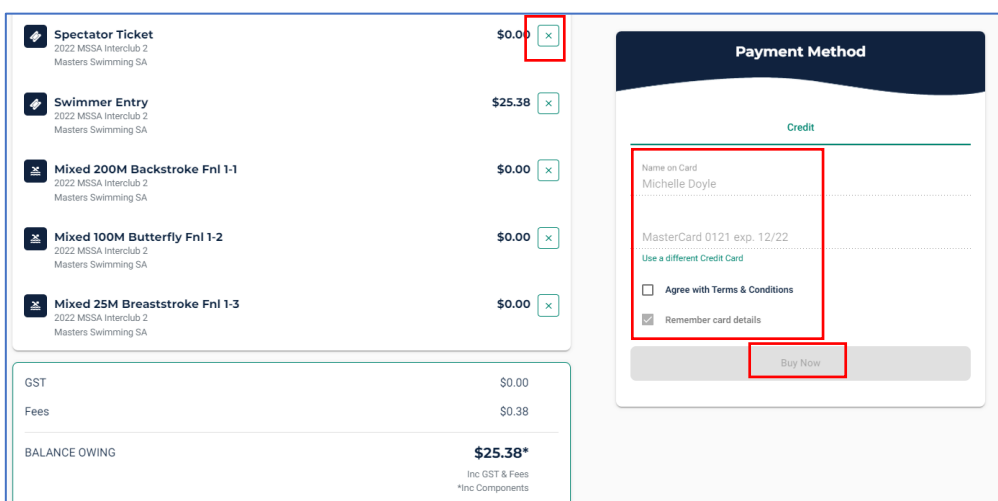 Spectator Ticket $0.00 ×
2022 MSSA Interclub 2
Masters Swimming SA
Swimmer Entry $25.38 ×
2022 MSSA Interclub 2
Masters Swimming SA
Mixed 200M Backstroke Fnl 1-1 $0.00 ×
2022 MSSA Interclub 2
Masters Swimming SA
Mixed 100M Butterfly Fnl 1-2 $0.00 ×
2022 MSSA Interclub 2
Masters Swimming SA
Mixed 25M Breaststroke Fnl 1-3 $0.00 ×
2022 MSSA Interclub 2
Masters Swimming SA
GST $0.00
Fees $0.38
BALANCE OWING $25.38*
Inc GST & Fees
*Inc Components
Payment Method
Credit
Name on Card
Michelle Doyle
MasterCard 0121 exp. 12/22
Use a different Credit Card
Agree with Terms & Conditions
Remember card details
Buy Now